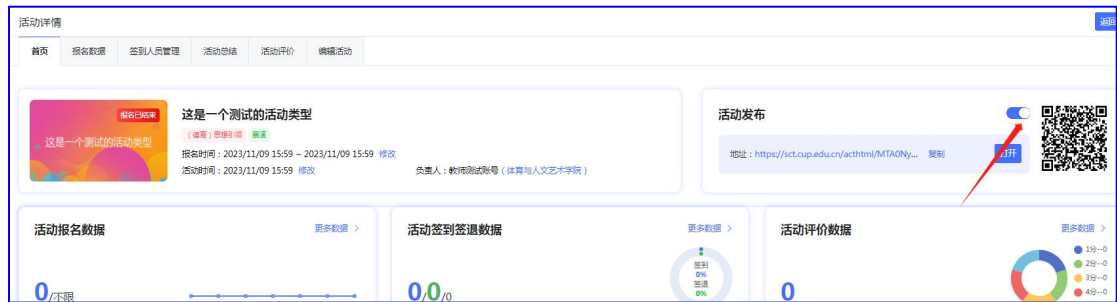 活动详情
返回
首页 报名数据 签到人员管理 活动总结 活动评价 编辑活动
报名已结束
这是一个测试的活动类型
这是一个测试的活动类型
(德育)思想引领 展演
报名时间:2023/11/09 15:59 ~ 2023/11/09 15:59 修改
活动时间:2023/11/09 15:59 修改 负责人:教师测试账号(体育与人文艺术学院)
活动发布
地址:https://sct.cup.edu.cn/acthtml/MTA0Ny... 复制 打开
活动报名数据 更多数据 >
0/不限
活动签到签退数据 更多数据 >
签到
0%
签退
0%
0/0/0
活动评价数据 更多数据 >
0
1分--0
2分--0
3分--0
4分--0